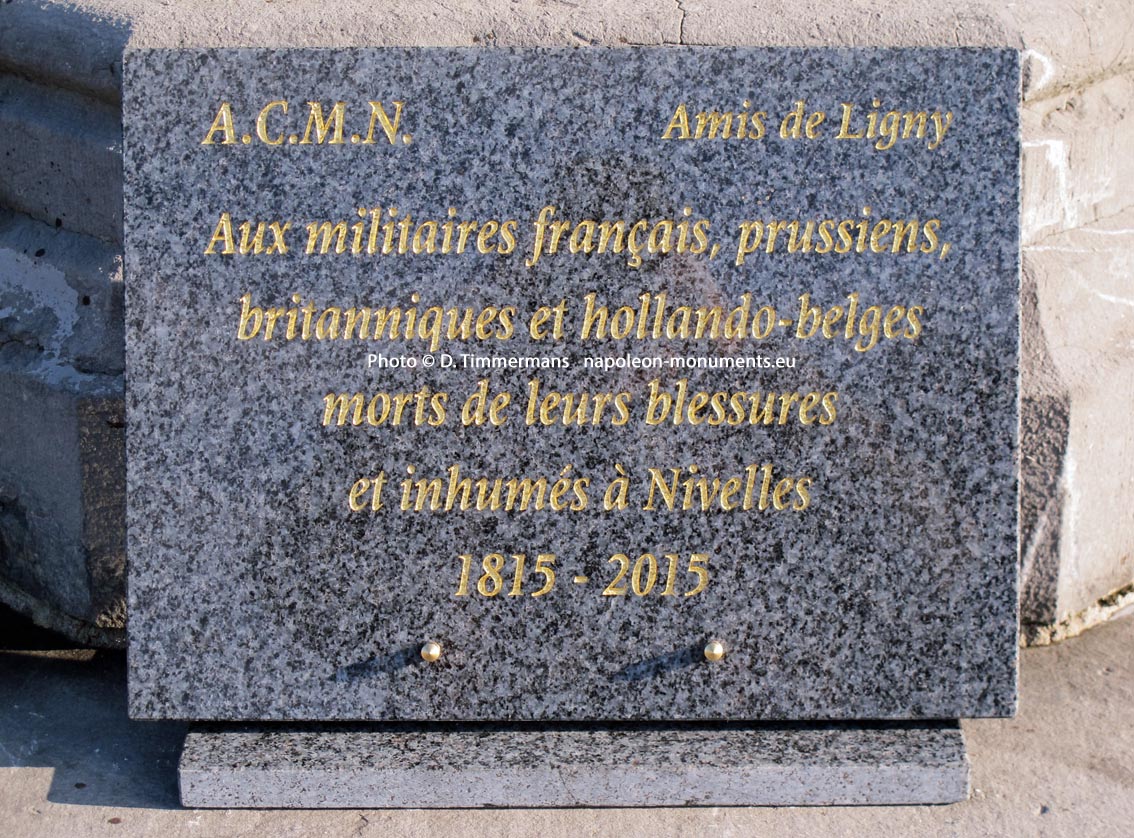 A.C.M.N. Amis de Ligny
Aux militaires français, prussiens,
britanniques et hollando-belges
Photo © D. Timmermans napoleon-monuments.eu
morts de leurs blessures
et inhumés à Nivelles
1815 - 2015